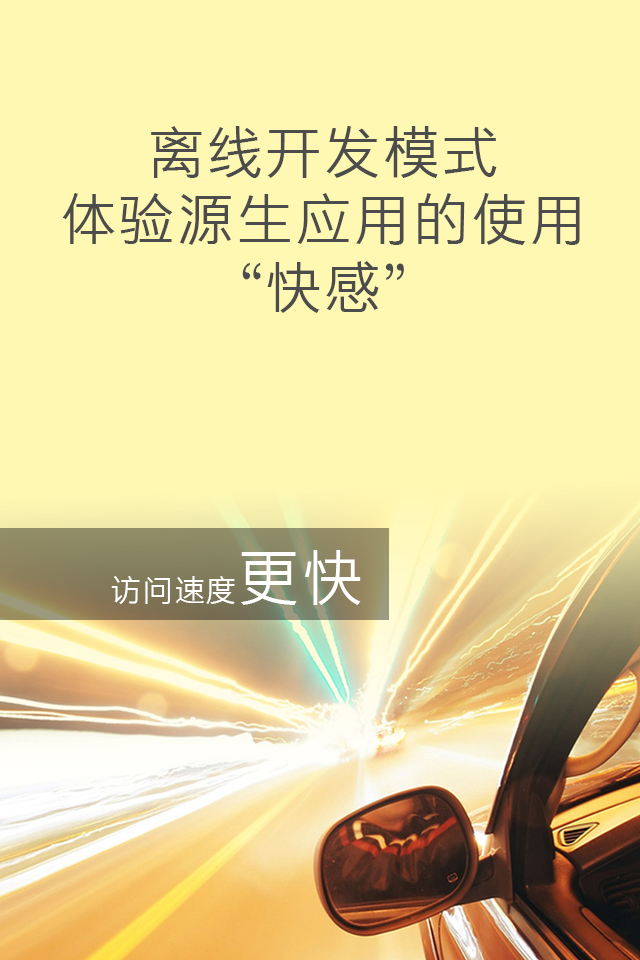 离线开发模式
体验源生应用的使用
“快感”
访问速度更快